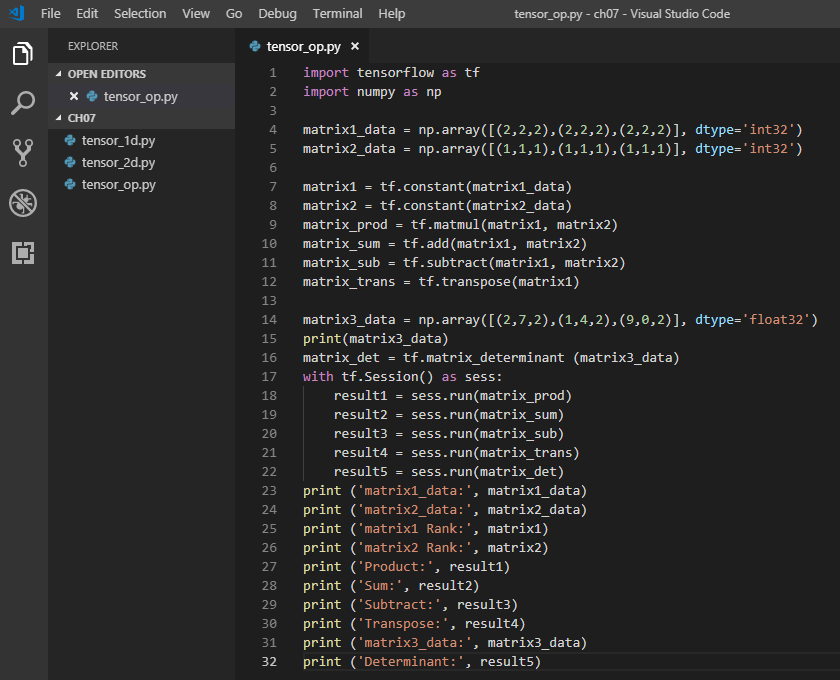 File Edit Selection View Go Debug Terminal Help tensor_op.py - ch07 - Visual Studio Code
EXPLORER
OPEN EDITORS
tensor_op.py
CH07
tensor_1d.py
tensor_2d.py
tensor_op.py
tensor_op.py
1 import tensorflow as tf
2 import numpy as np
3
4 matrix1_data = np.array([(2,2,2),(2,2,2),(2,2,2)], dtype='int32')
5 matrix2_data = np.array([(1,1,1),(1,1,1),(1,1,1)], dtype='int32')
6
7 matrix1 = tf.constant(matrix1_data)
8 matrix2 = tf.constant(matrix2_data)
9 matrix_prod = tf.matmul(matrix1, matrix2)
10 matrix_sum = tf.add(matrix1, matrix2)
11 matrix_sub = tf.subtract(matrix1, matrix2)
12 matrix_trans = tf.transpose(matrix1)
13
14 matrix3_data = np.array([(2,7,2),(1,4,2),(9,0,2)], dtype='float32')
15 print(matrix3_data)
16 matrix_det = tf.matrix_determinant (matrix3_data)
17 with tf.Session() as sess:
18     result1 = sess.run(matrix_prod)
19     result2 = sess.run(matrix_sum)
20     result3 = sess.run(matrix_sub)
21     result4 = sess.run(matrix_trans)
22     result5 = sess.run(matrix_det)
23 print ('matrix1_data:', matrix1_data)
24 print ('matrix2_data:', matrix2_data)
25 print ('matrix1 Rank:', matrix1)
26 print ('matrix2 Rank:', matrix2)
27 print ('Product:', result1)
28 print ('Sum:', result2)
29 print ('Subtract:', result3)
30 print ('Transpose:', result4)
31 print ('matrix3_data:', matrix3_data)
32 print ('Determinant:', result5)